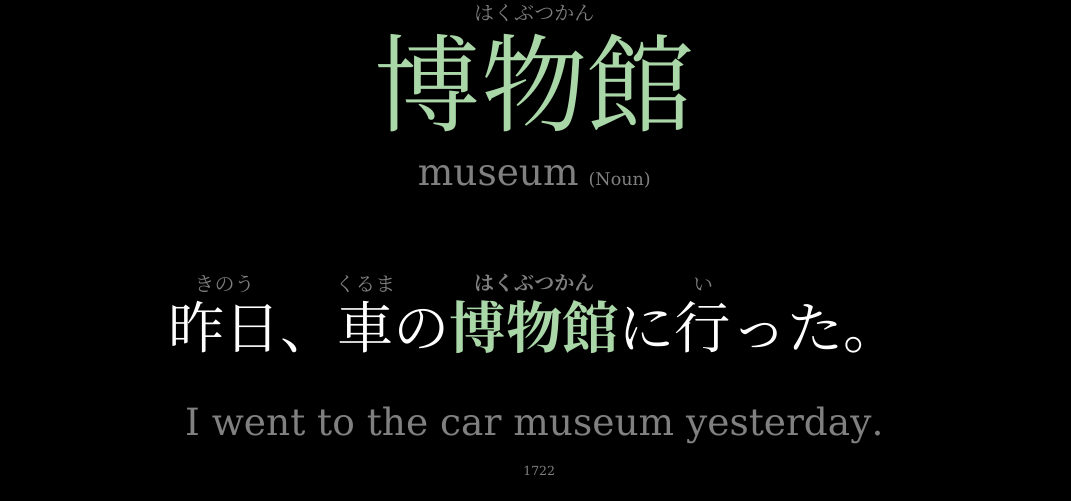 はくぶつかん
博物館
museum (Noun)
きのう くるま はくぶつかん い
昨日、車の博物館に行った。
I went to the car museum yesterday.
1722